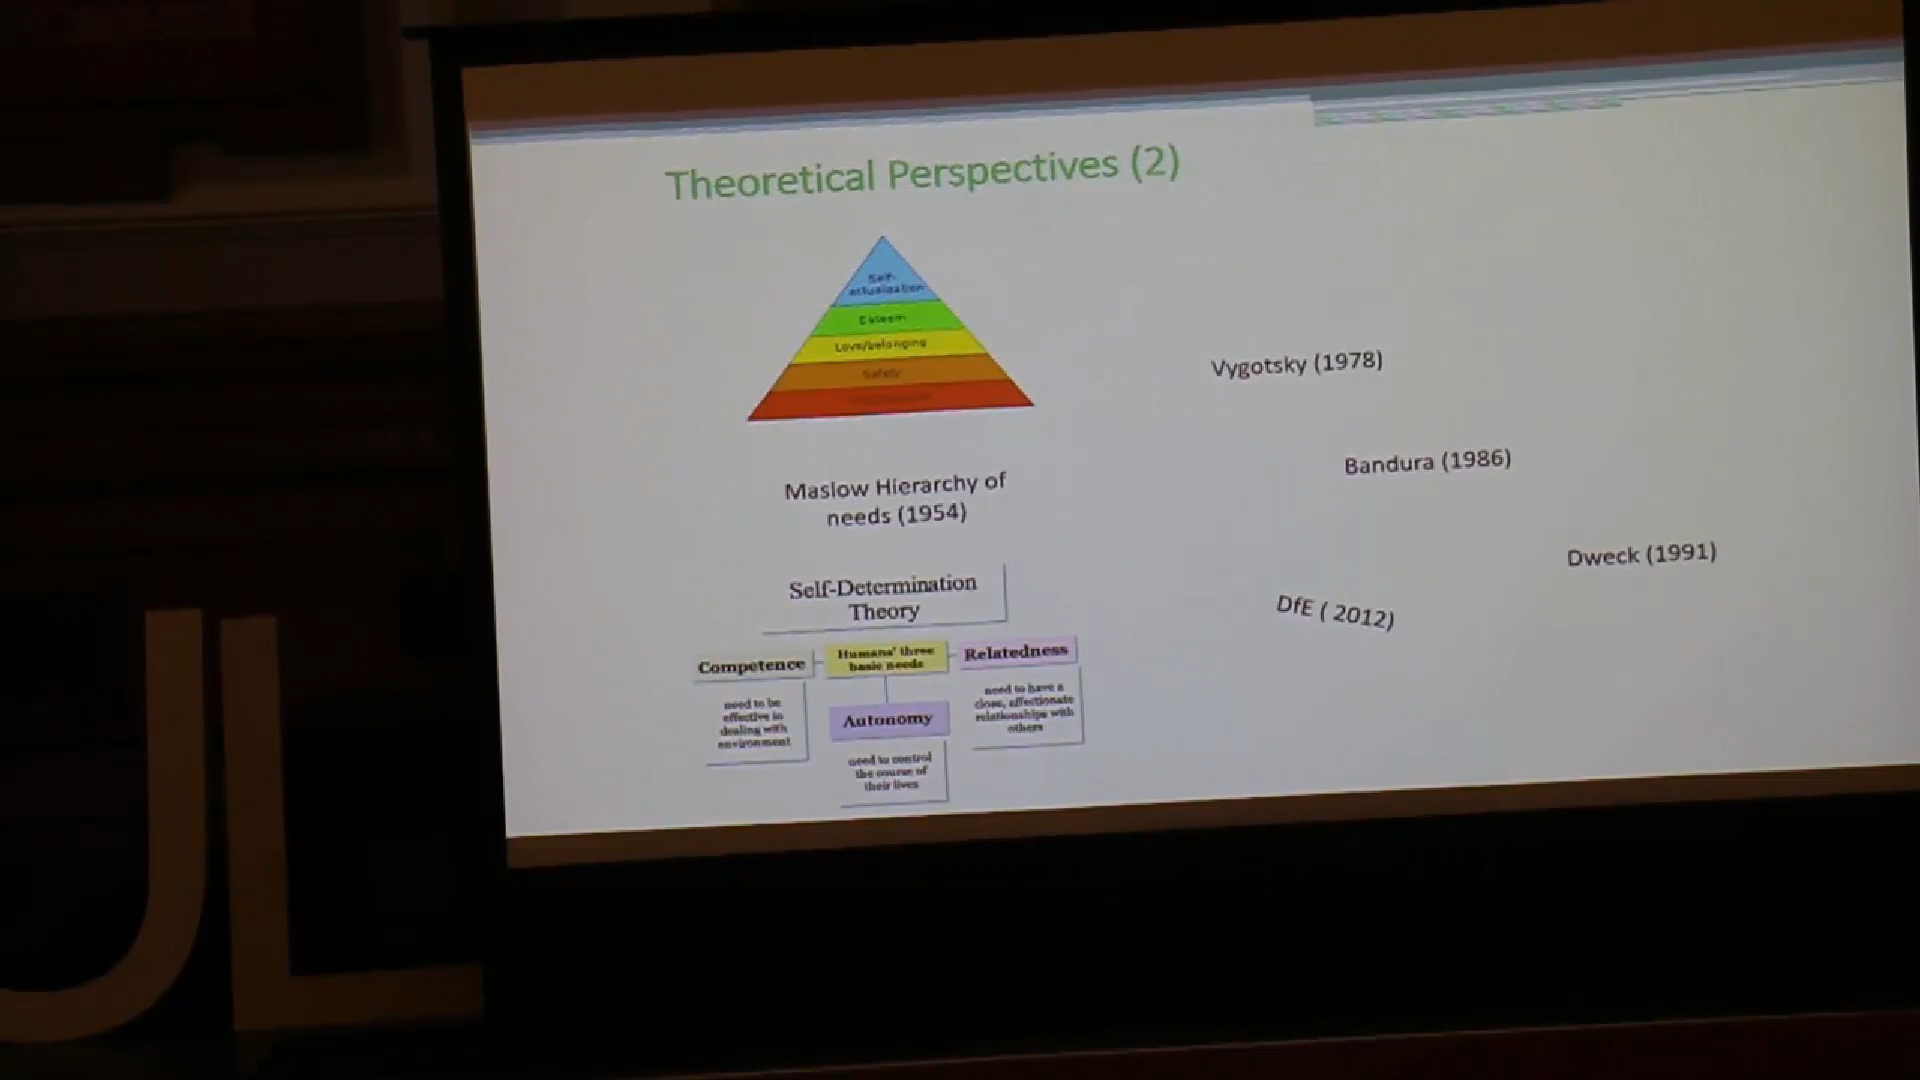 Theoretical Perspectives (2)
Self-
actualization
Esteem
Love/belonging
Safety
Maslow Hierarchy of
needs (1954)
Vygotsky (1978)
Bandura (1986)
Dweck (1991)
DfE ( 2012)
Self-Determination
Theory
Competence
Humans' three
basic needs
Relatedness
need to be
effective in
dealing with
environment
Autonomy
need to have a
close, affectionate
relationships with
others
need to control
the course of
their lives
UL